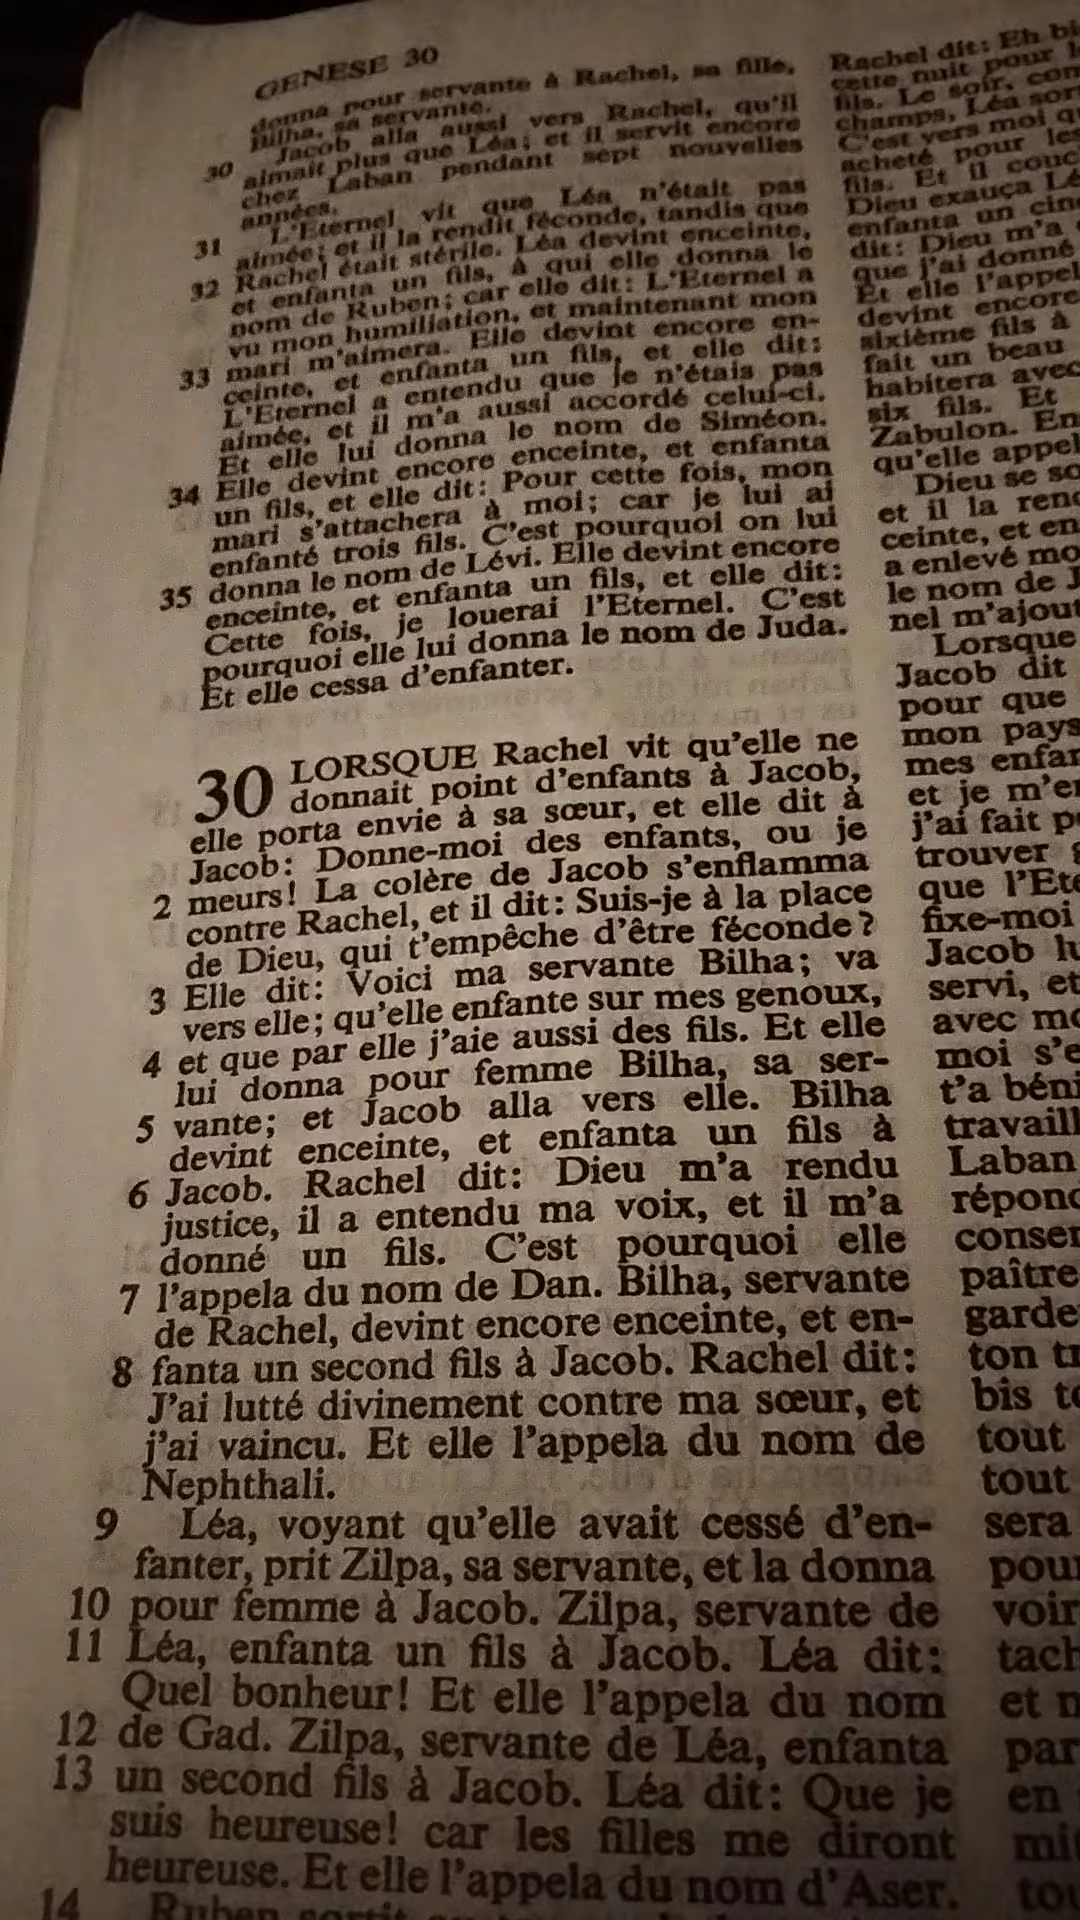 GENESE 30
donna pour servante à Rachel, sa fille,
Bilha, sa servante.
30 Jacob alla aussi vers Rachel, qu'il
aimait plus que Léa; et il servit encore
chez Laban pendant sept nouvelles
années.
31 L'Eternel vit que Léa n'était pas
aimée; et il la rendit féconde, tandis que
32 Rachel était stérile. Léa devint enceinte,
et enfanta un fils, à qui elle donna le
nom de Ruben; car elle dit: L'Eternel a
vu mon humiliation, et maintenant mon
33 mari m'aimera. Elle devint encore en-
ceinte, et enfanta un fils, et elle dit:
L'Eternel a entendu que je n'étais pas
aimée, et il m'a aussi accordé celui-ci.
Et elle lui donna le nom de Siméon.
34 Elle devint encore enceinte, et enfanta
un fils, et elle dit: Pour cette fois, mon
mari s'attachera à moi; car je lui ai
enfanté trois fils. C'est pourquoi on lui
35 donna le nom de Lévi. Elle devint encore
enceinte, et enfanta un fils, et elle dit:
Cette fois, je louerai l'Eternel. C'est
pourquoi elle lui donna le nom de Juda.
Et elle cessa d'enfanter.
30 LORSQUE Rachel vit qu'elle ne
donnait point d'enfants à Jacob,
elle porta envie à sa sœur, et elle dit à
Jacob: Donne-moi des enfants, ou je
2 meurs! La colère de Jacob s'enflamma
contre Rachel, et il dit: Suis-je à la place
de Dieu, qui t'empêche d'être féconde?
3 Elle dit: Voici ma servante Bilha; va
vers elle; qu'elle enfante sur mes genoux,
4 et que par elle j'aie aussi des fils. Et elle
lui donna pour femme Bilha, sa ser-
5 vante; et Jacob alla vers elle. Bilha
devint enceinte, et enfanta un fils à
6 Jacob. Rachel dit: Dieu m'a rendu
justice, il a entendu ma voix, et il m'a
donné un fils. C'est pourquoi elle
7 l'appela du nom de Dan. Bilha, servante
de Rachel, devint encore enceinte, et en-
8 fanta un second fils à Jacob. Rachel dit:
J'ai lutté divinement contre ma sœur, et
j'ai vaincu. Et elle l'appela du nom de
Nephthali.
9 Léa, voyant qu'elle avait cessé d'en-
fanter, prit Zilpa, sa servante, et la donna
10 pour femme à Jacob. Zilpa, servante de
11 Léa, enfanta un fils à Jacob. Léa dit:
Quel bonheur! Et elle l'appela du nom
12 de Gad. Zilpa, servante de Léa, enfanta
13 un second fils à Jacob. Léa dit: Que je
suis heureuse! car les filles me diront
heureuse. Et elle l'appela du nom d'Aser.
14 Ruben sortit
Rachel dit: Eh
cette nuit pour
fils. Le soir,
champs, Léa
C'est vers moi
acheté pour les
fils. Et il
Dieu exauça
enfanta un
dit: Dieu m'a
que j'ai donné
Et elle
devint encore
sixième fils à
fait un beau
habitera avec
six fils. Et
Zabulon.
qu'elle
Dieu se
et il la
ceinte, et
a enlevé
le nom de
nel
Lorsque
Jacob dit
pour que
mon pays
mes
et je
j'ai fait
trouver
que
fixe-moi
Jacob
servi, et
avec
moi
t'a béni
Laban
paître
ton
bis
tout
tout
sera
voir
et
en